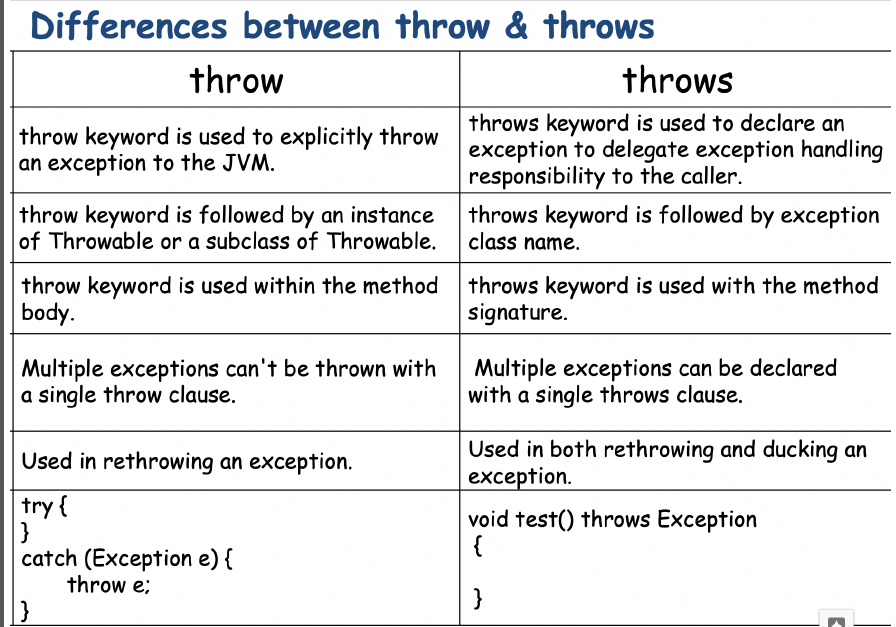 Differences between throw & throws
throw
throws
throw keyword is used to explicitly throw
an exception to the JVM.
throws keyword is used to declare an
exception to delegate exception handling
responsibility to the caller.
throw keyword is followed by an instance
of Throwable or a subclass of Throwable.
throws keyword is followed by exception
class name.
throw keyword is used within the method
body.
throws keyword is used with the method
signature.
Multiple exceptions can't be thrown with
a single throw clause.
Multiple exceptions can be declared
with a single throws clause.
Used in rethrowing an exception.
Used in both rethrowing and ducking an
exception.
try {
}
catch (Exception e) {
throw e;
}
void test() throws Exception
{
}